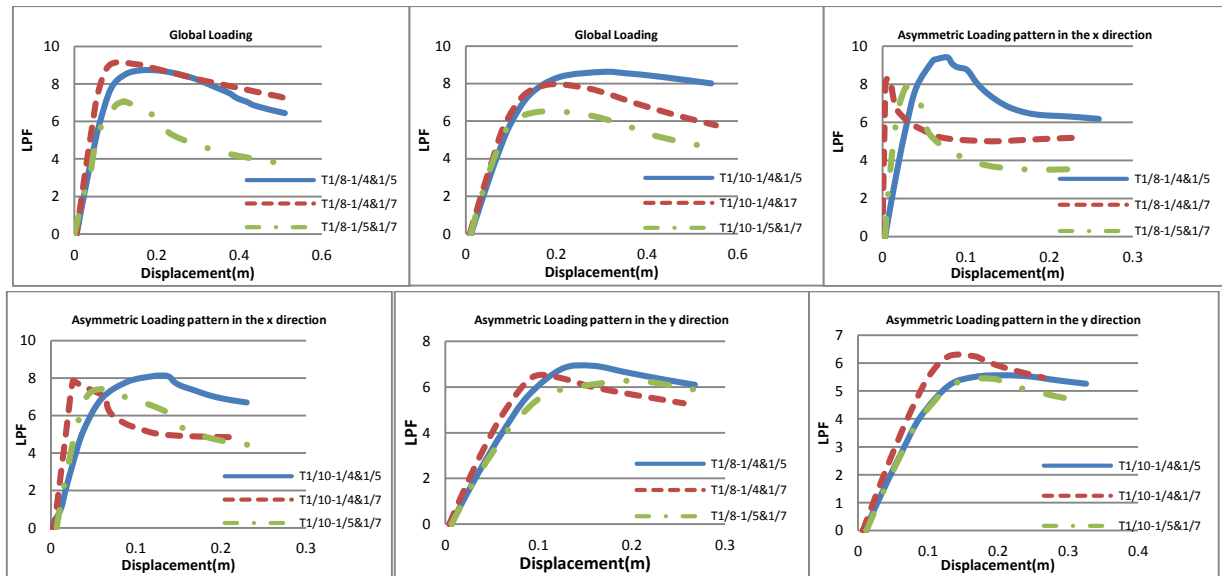 Global Loading
LPF
10
8
6
4
2
0
0 0.2 0.4 0.6
Displacement(m)
T1/8-1/4&1/5
T1/8-1/4&1/7
T1/8-1/5&1/7
Global Loading
LPF
10
8
6
4
2
0
0 0.2 0.4 0.6
Displacement(m)
T1/10-1/4&1/5
T1/10-1/4&17
T1/10-1/5&1/7
Asymmetric Loading pattern in the x direction
LPF
10
8
6
4
2
0
0 0.1 0.2 0.3
Displacement(m)
T1/8-1/4&1/5
T1/8-1/4&1/7
T1/8-1/5&1/7
Asymmetric Loading pattern in the x direction
LPF
10
8
6
4
2
0
0 0.1 0.2 0.3
Displacement(m)
T1/10-1/4&1/5
T1/10-1/4&1/7
T1/10-1/5&1/7
Asymmetric Loading pattern in the y direction
LPF
8
6
4
2
0
0 0.1 0.2 0.3
Displacement(m)
T1/8-1/4&1/5
T1/8-1/4&1/7
T1/8-1/5&1/7
Asymmetric Loading pattern in the y direction
LPF
7
6
5
4
3
2
1
0
0 0.1 0.2 0.3 0.4
Displacement(m)
T1/10-1/4&1/5
T1/10-1/4&1/7
T1/10-1/5&1/7